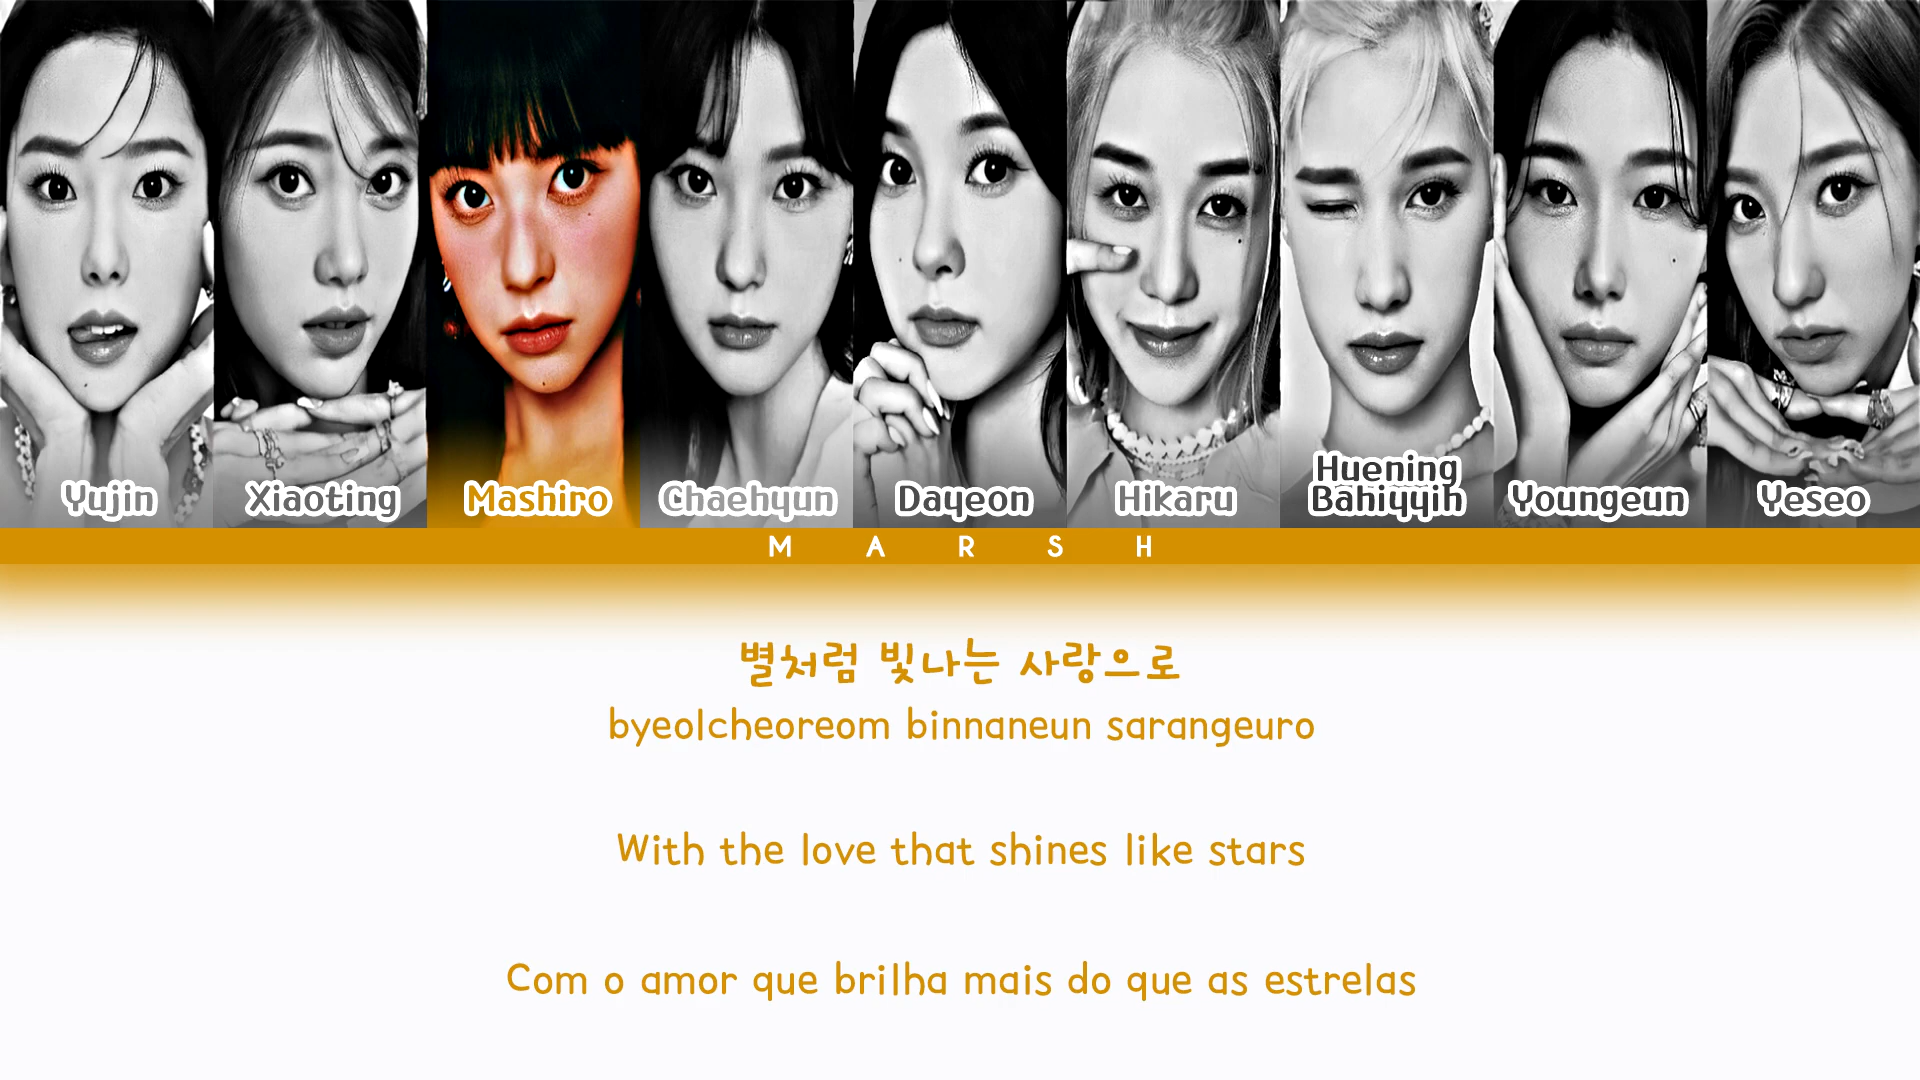 Yujin
Xiaoting
Mashiro
Chaehyun
Dayeon
Hikaru
Huening
Bahiyyih
Youngeun
Yeseo
MARSH
별처럼 빛나는 사랑으로
byeolcheoreom binnaneun sarangeuro
With the love that shines like stars
Com o amor que brilha mais do que as estrelas